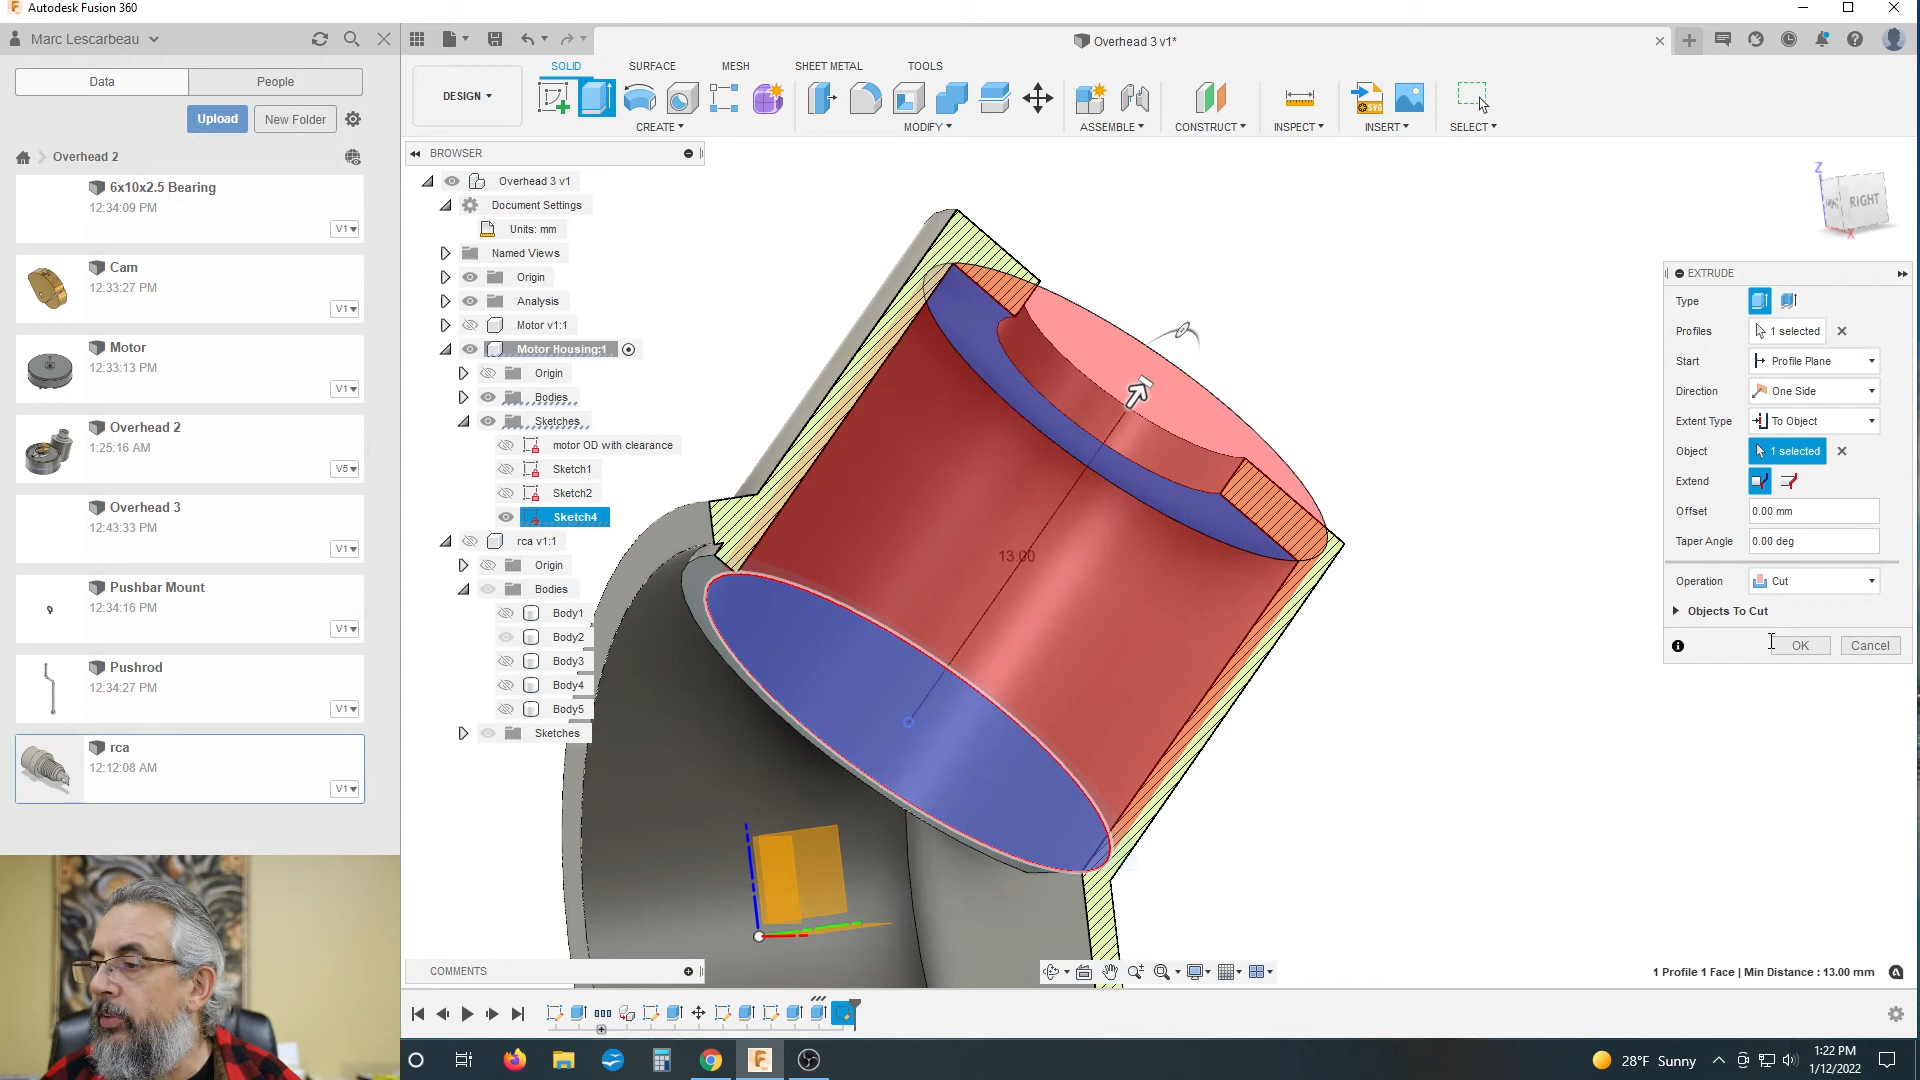 Autodesk Fusion 360
Marc Lescarbeau
Data People
Upload New Folder
Overhead 2
6x10x2.5 Bearing
12:34:09 PM
V1
Cam
12:33:27 PM
V1
Motor
12:33:13 PM
V1
Overhead 2
1:25:16 AM
V5
Overhead 3
12:43:33 PM
V1
Pushbar Mount
12:34:16 PM
V1
Pushrod
12:34:27 PM
V1
rca
12:12:08 AM
V1
Overhead 3 v1*
DESIGN
SOLID SURFACE MESH SHEET METAL TOOLS
CREATE MODIFY ASSEMBLE CONSTRUCT INSPECT INSERT SELECT
SVG
BROWSER
Overhead 3 v1
Document Settings
Units: mm
Named Views
Origin
Analysis
Motor v1:1
Motor Housing:1
Origin
Bodies
Sketches
motor OD with clearance
Sketch1
Sketch2
Sketch4
rca v1:1
Origin
Bodies
Body1
Body2
Body3
Body4
Body5
Sketches
13.00
Z
RIGHT
X
EXTRUDE
Type
Profiles 1 selected
Start Profile Plane
Direction One Side
Extent Type To Object
Object 1 selected
Extend
Offset 0.00 mm
Taper Angle 0.00 deg
Operation Cut
Objects To Cut
OK Cancel
COMMENTS
1 Profile 1 Face | Min Distance : 13.00 mm
28°F Sunny
1:22 PM
1/12/2022